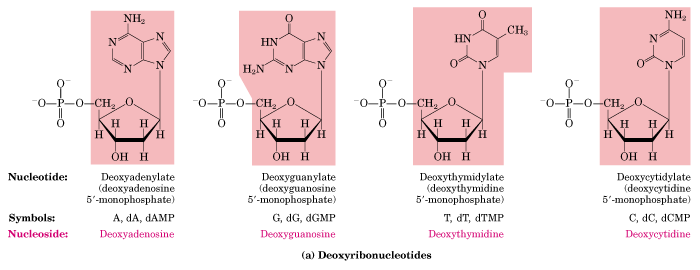 NH₂
N
N
N
N
O⁻
⁻O—P—O—CH₂
O
O
H
H
H
H
OH
H
O
HN
N
H₂N
N
N
O⁻
⁻O—P—O—CH₂
O
O
H
H
H
H
OH
H
O
HN
CH₃
O
N
O⁻
⁻O—P—O—CH₂
O
O
H
H
H
H
OH
H
NH₂
N
O
N
O⁻
⁻O—P—O—CH₂
O
O
H
H
H
H
OH
H
Nucleotide: Deoxyadenylate Deoxyguanylate Deoxythymidylate Deoxycytidylate
(deoxyadenosine (deoxyguanosine (deoxythymidine (deoxycytidine
5′-monophosphate) 5′-monophosphate) 5′-monophosphate) 5′-monophosphate)
Symbols: A, dA, dAMP G, dG, dGMP T, dT, dTMP C, dC, dCMP
Nucleoside: Deoxyadenosine Deoxyguanosine Deoxythymidine Deoxycytidine
(a) Deoxyribonucleotides